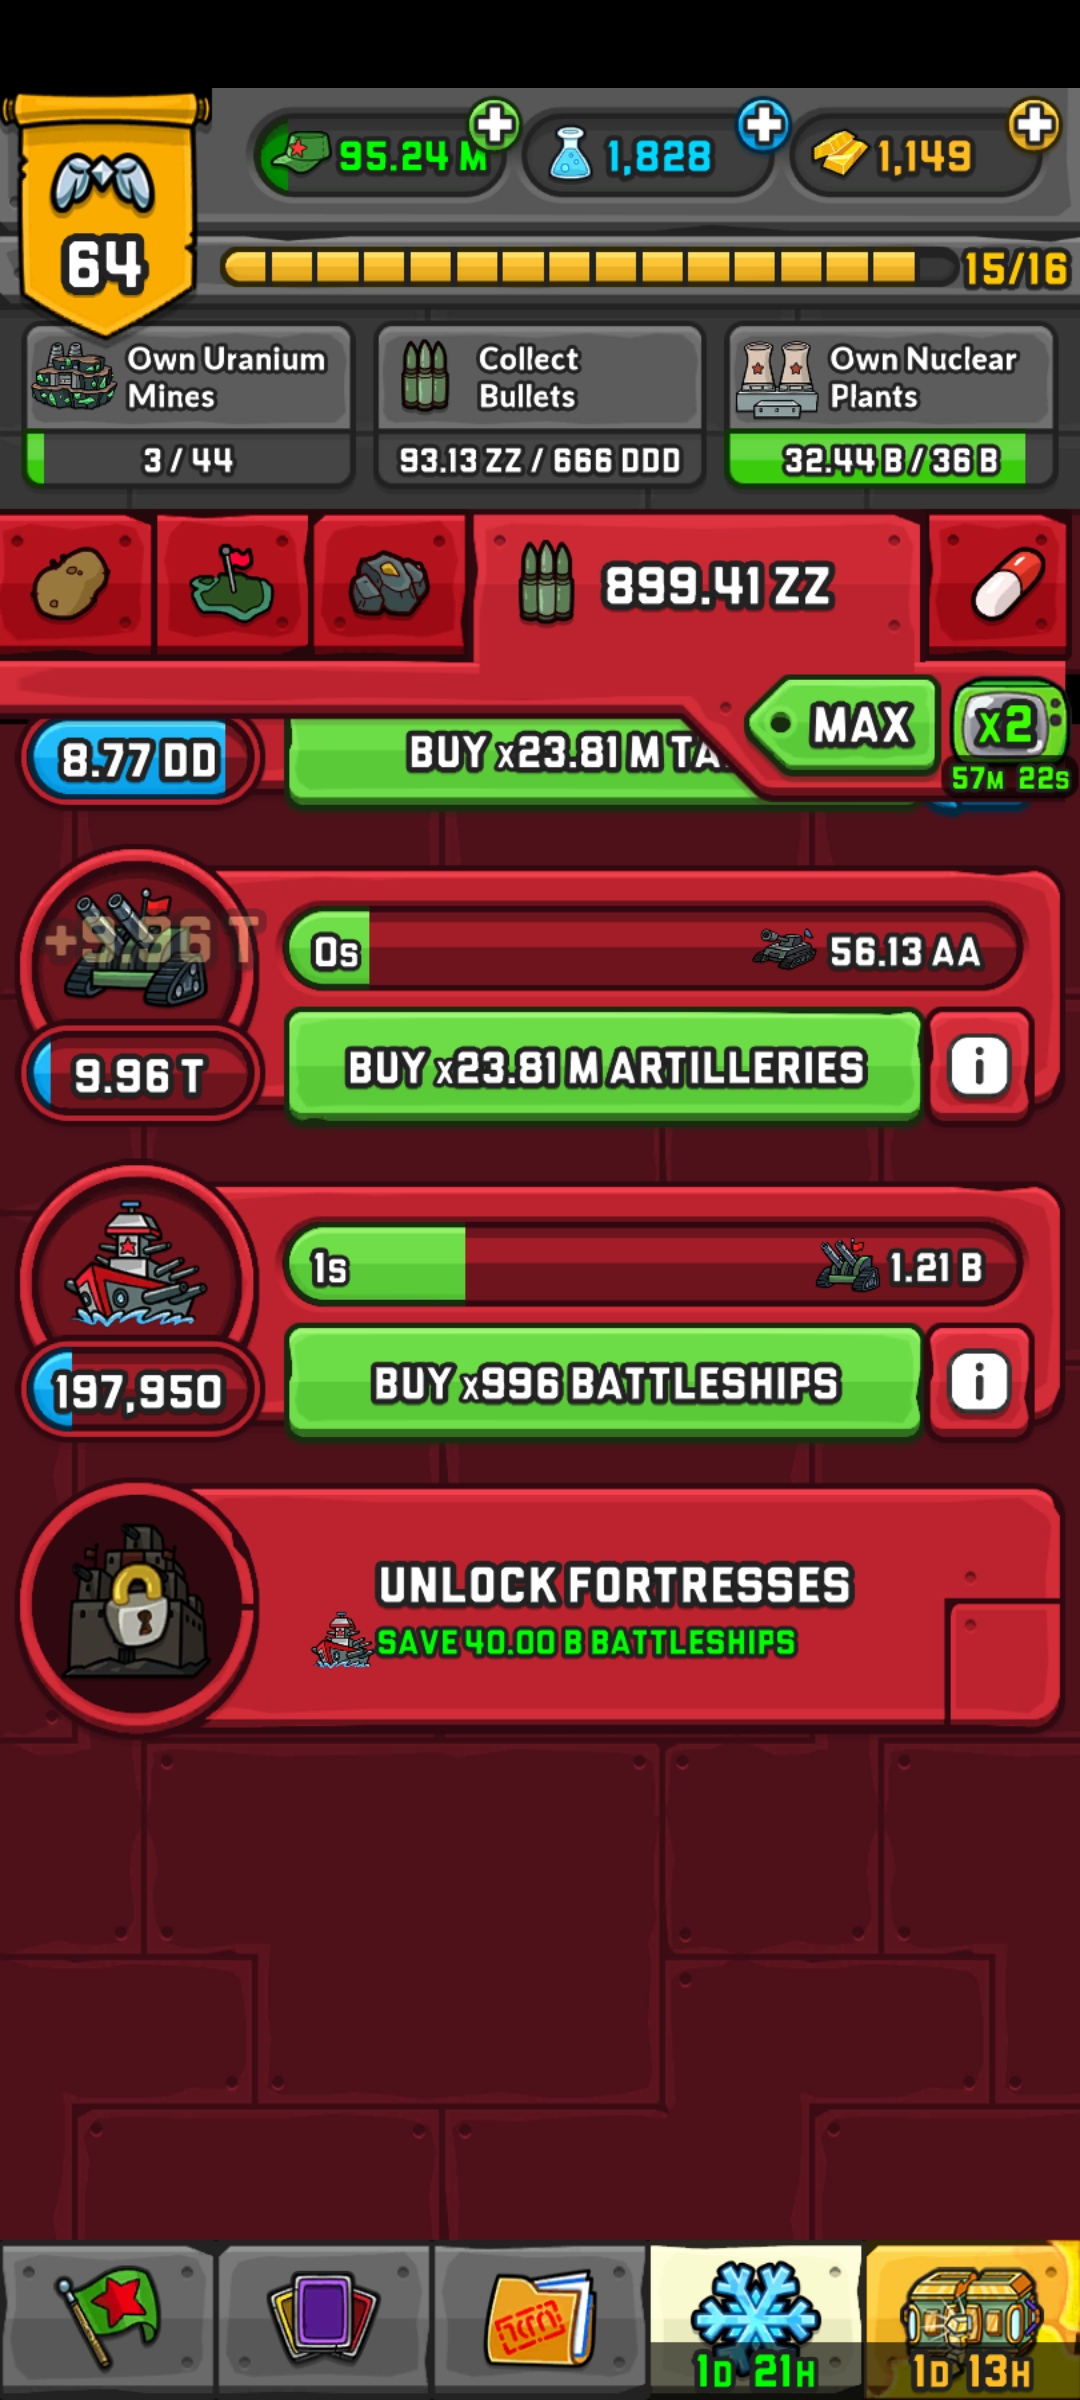 95.24 M
1,828
1,149
64
15/16
Own Uranium
Mines
3 / 44
Collect
Bullets
93.13 ZZ / 666 DDD
Own Nuclear
Plants
32.44 B / 36 B
899.41 ZZ
MAX
x2
57M 22S
8.77 DD
BUY x23.81 M TA
+9.96 T
0s
56.13 AA
9.96 T
BUY x23.81 M ARTILLERIES
i
1s
1.21 B
197,950
BUY x996 BATTLESHIPS
i
UNLOCK FORTRESSES
SAVE 40.00 B BATTLESHIPS
1D 21H
1D 13H